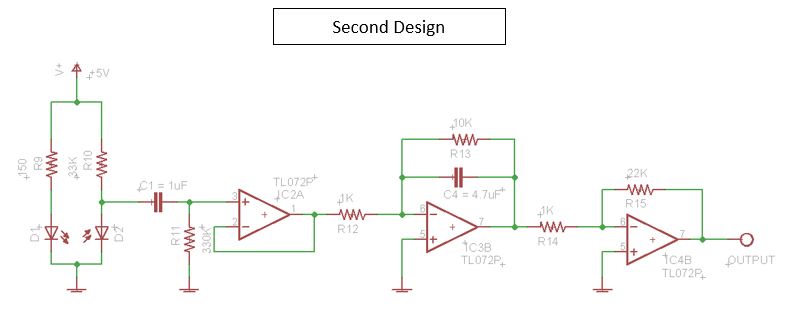 Second Design
V+
+5V
150
R9
33K
R10
D1
D2
C1 = 1uF
R11
330K
3
2
1
TL072P
IC2A
1K
R12
10K
R13
C4 = 4.7uF
6
5
7
IC3B
TL072P
1K
R14
22K
R15
6
5
7
IC4B
TL072P
OUTPUT